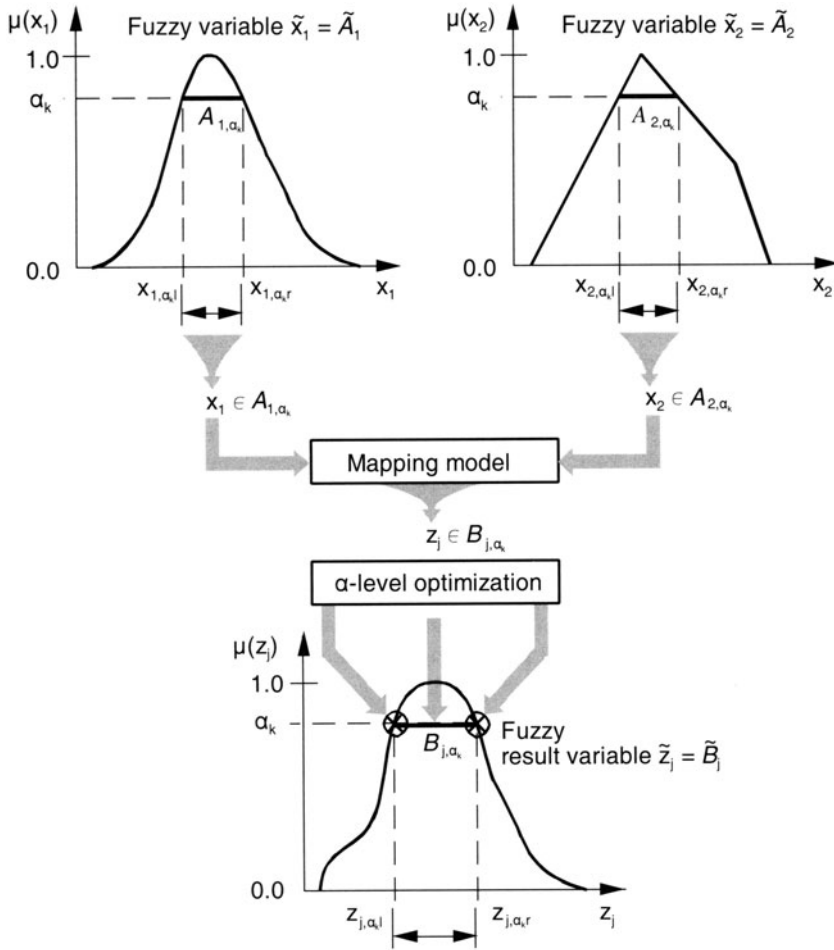 μ(x₁)
Fuzzy variable x̃₁ = Ã₁
1.0
αₖ
A₁,αₖ
0.0
x₁,αₖl
x₁,αₖr
x₁
μ(x₂)
Fuzzy variable x̃₂ = Ã₂
1.0
αₖ
A₂,αₖ
0.0
x₂,αₖl
x₂,αₖr
x₂
x₁ ∈ A₁,αₖ
x₂ ∈ A₂,αₖ
Mapping model
zⱼ ∈ Bⱼ,αₖ
α-level optimization
μ(zⱼ)
1.0
αₖ
Bⱼ,αₖ
Fuzzy
result variable z̃ⱼ = B̃ⱼ
0.0
zⱼ,αₖl
zⱼ,αₖr
zⱼ